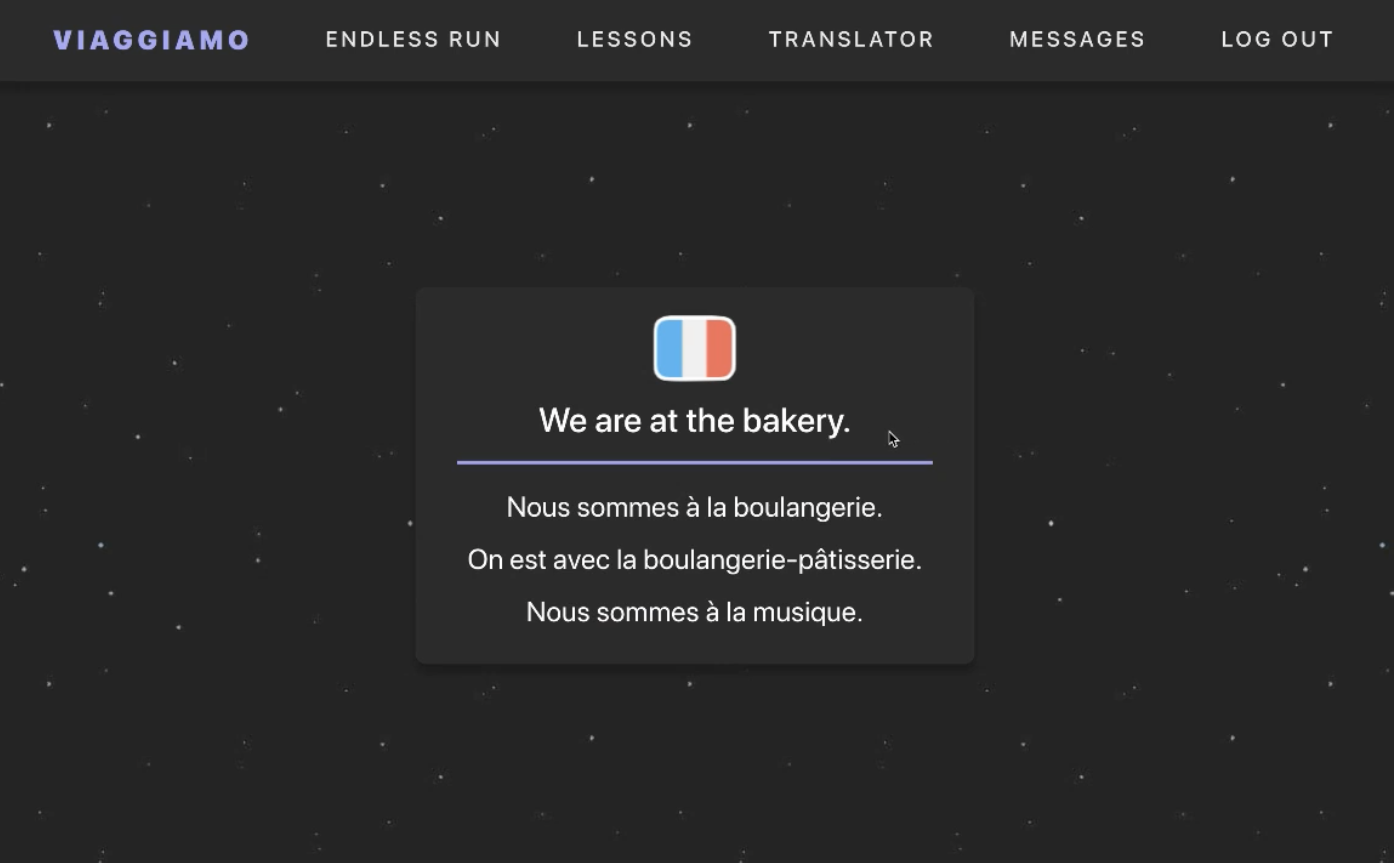 VIAGGIAMO ENDLESS RUN LESSONS TRANSLATOR MESSAGES LOG OUT
We are at the bakery.
Nous sommes à la boulangerie.
On est avec la boulangerie-pâtisserie.
Nous sommes à la musique.